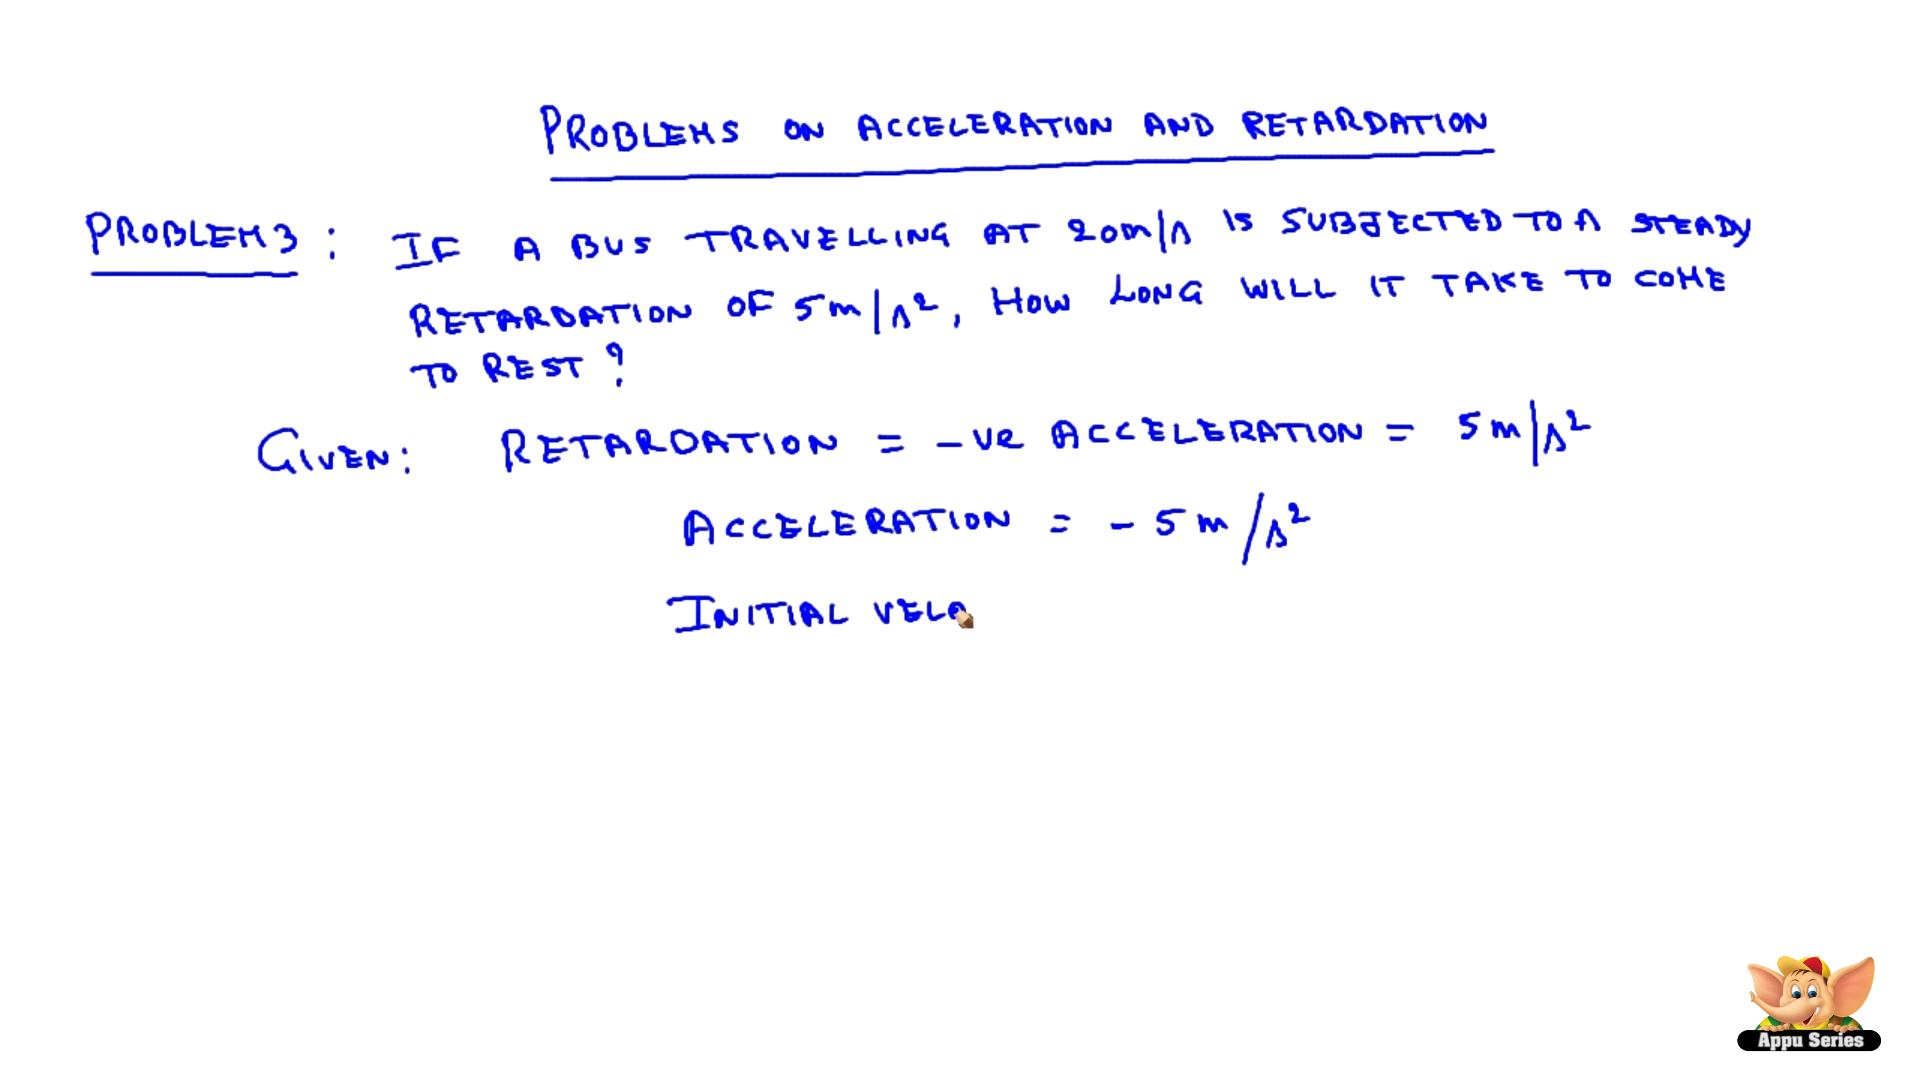 PROBLEMS ON ACCELERATION AND RETARDATION
PROBLEM 3 : IF A BUS TRAVELLING AT 20m/s IS SUBJECTED TO A STEADY
RETARDATION OF 5m/s², HOW LONG WILL IT TAKE TO COME
TO REST ?
GIVEN: RETARDATION = -ve ACCELERATION = 5m/s²
ACCELERATION = - 5m/s²
INITIAL VELO
Appu Series